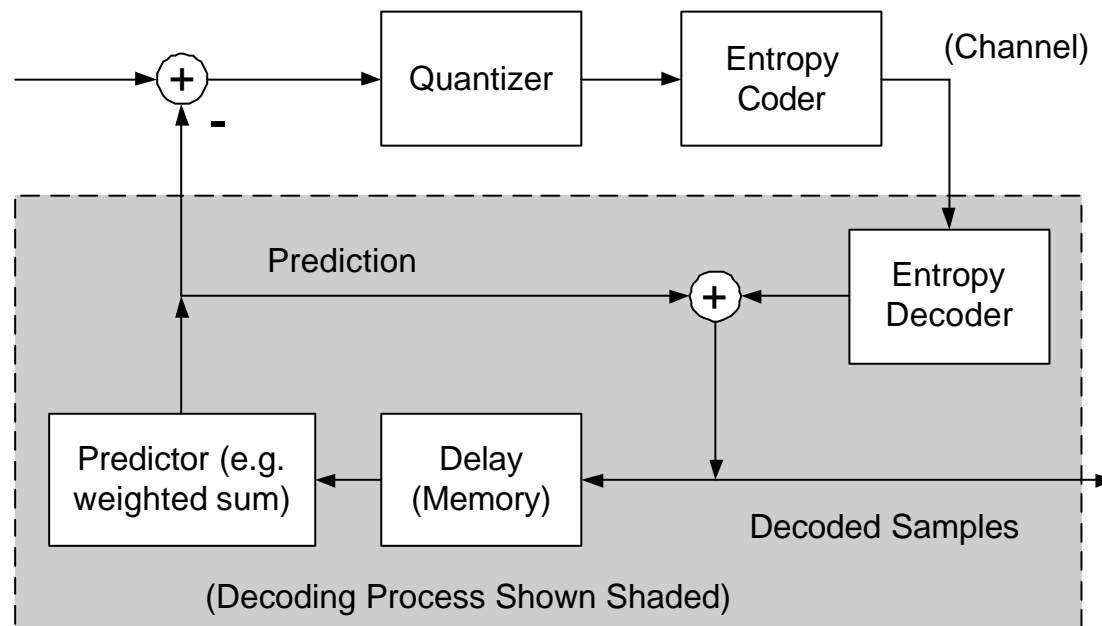 (Channel)
+
Quantizer
Entropy
Coder
-
Prediction
+
Entropy
Decoder
Predictor (e.g.
weighted sum)
Delay
(Memory)
Decoded Samples
(Decoding Process Shown Shaded)